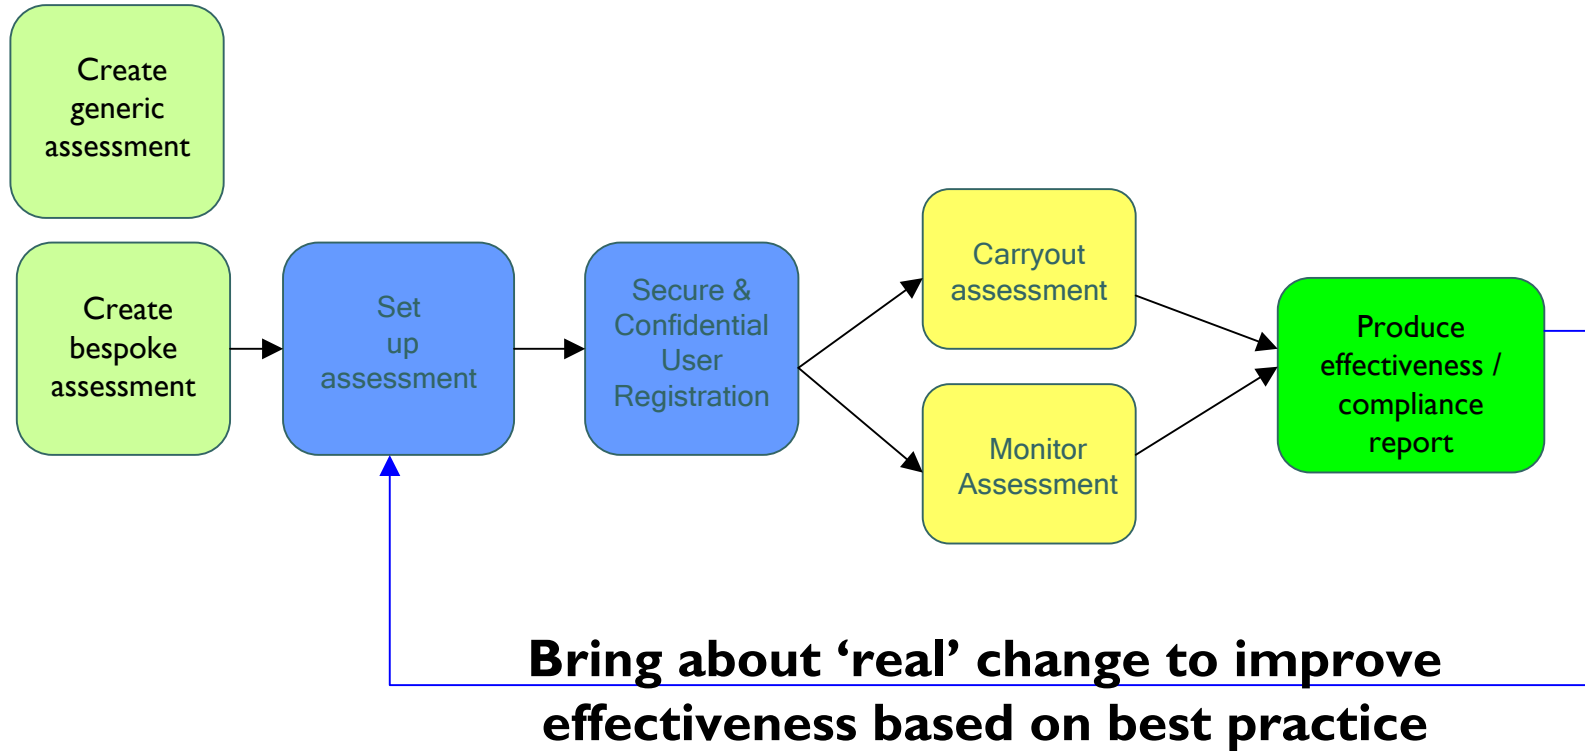 Create
generic
assessment
Create
bespoke
assessment
Set
up
assessment
Secure &
Confidential
User
Registration
Carryout
assessment
Monitor
Assessment
Produce
effectiveness /
compliance
report
Bring about ‘real’ change to improve
effectiveness based on best practice